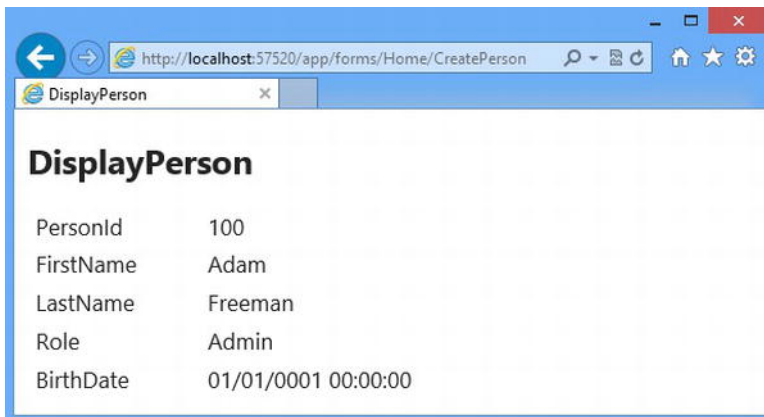 http://localhost:57520/app/forms/Home/CreatePerson
DisplayPerson
DisplayPerson
PersonId 100
FirstName Adam
LastName Freeman
Role Admin
BirthDate 01/01/0001 00:00:00